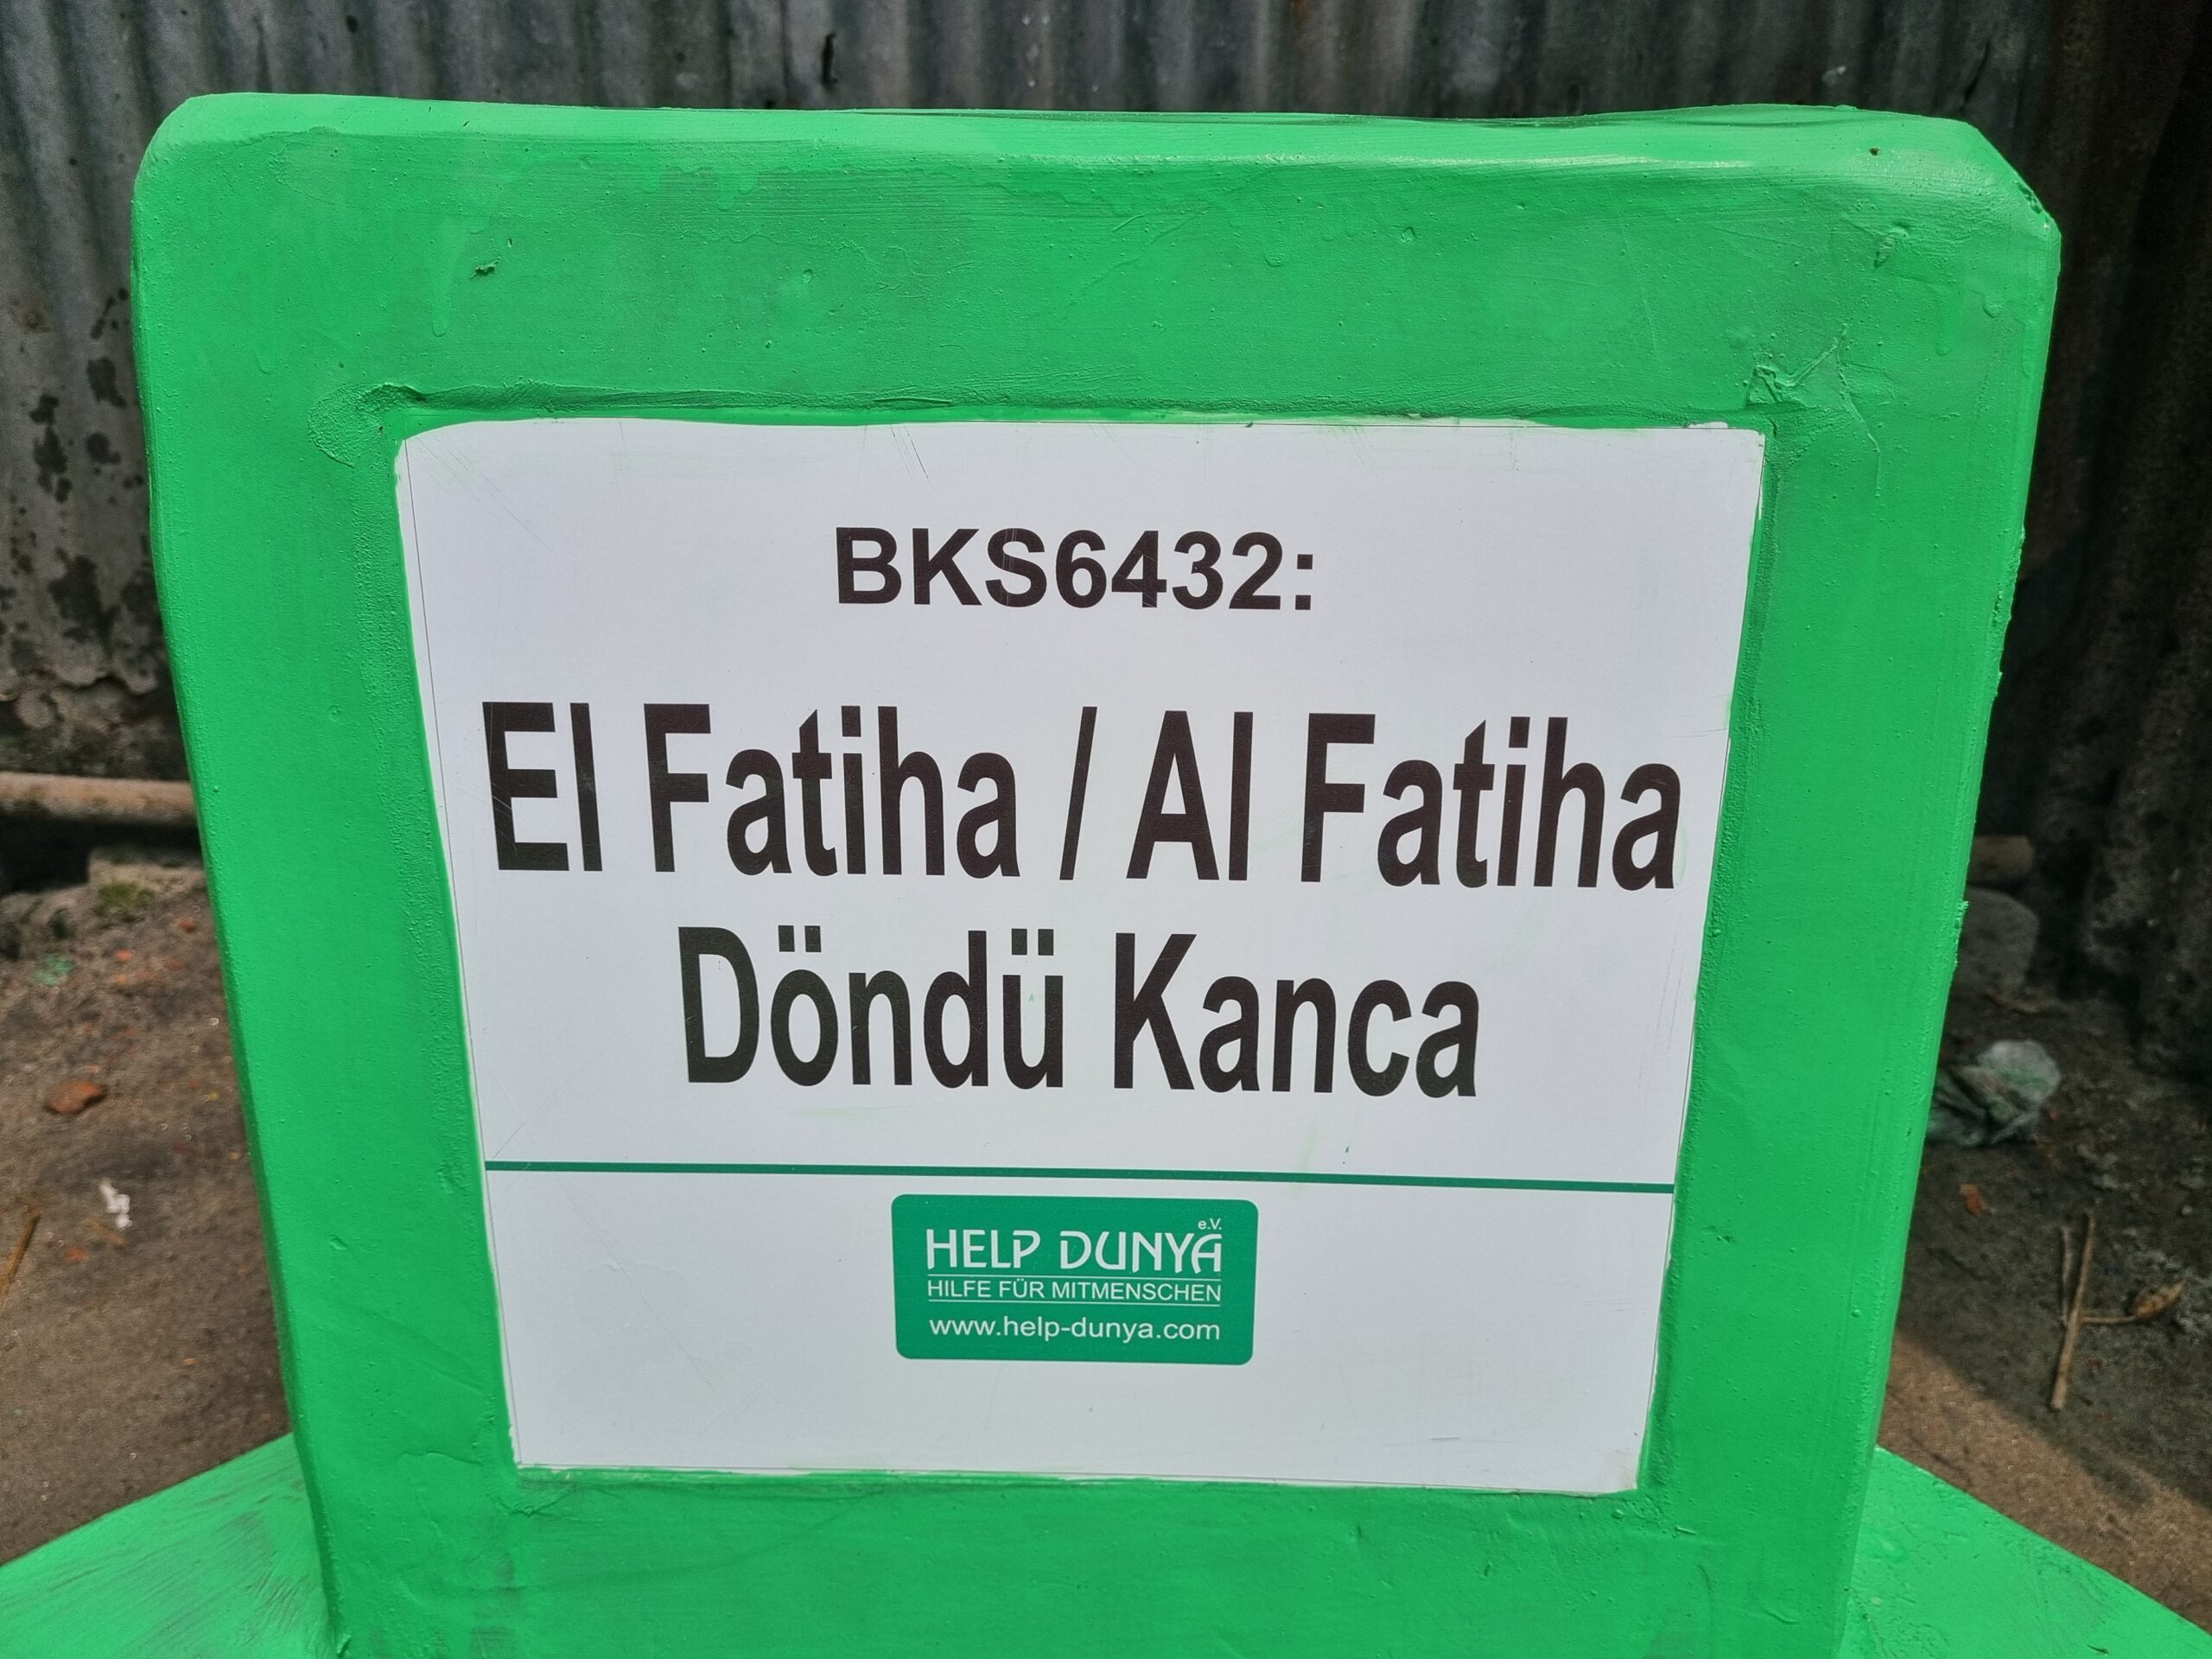 BKS6432:
El Fatiha / Al Fatiha
Döndü Kanca
e.V.
HELP DUNYA
HILFE FÜR MITMENSCHEN
www.help-dunya.com